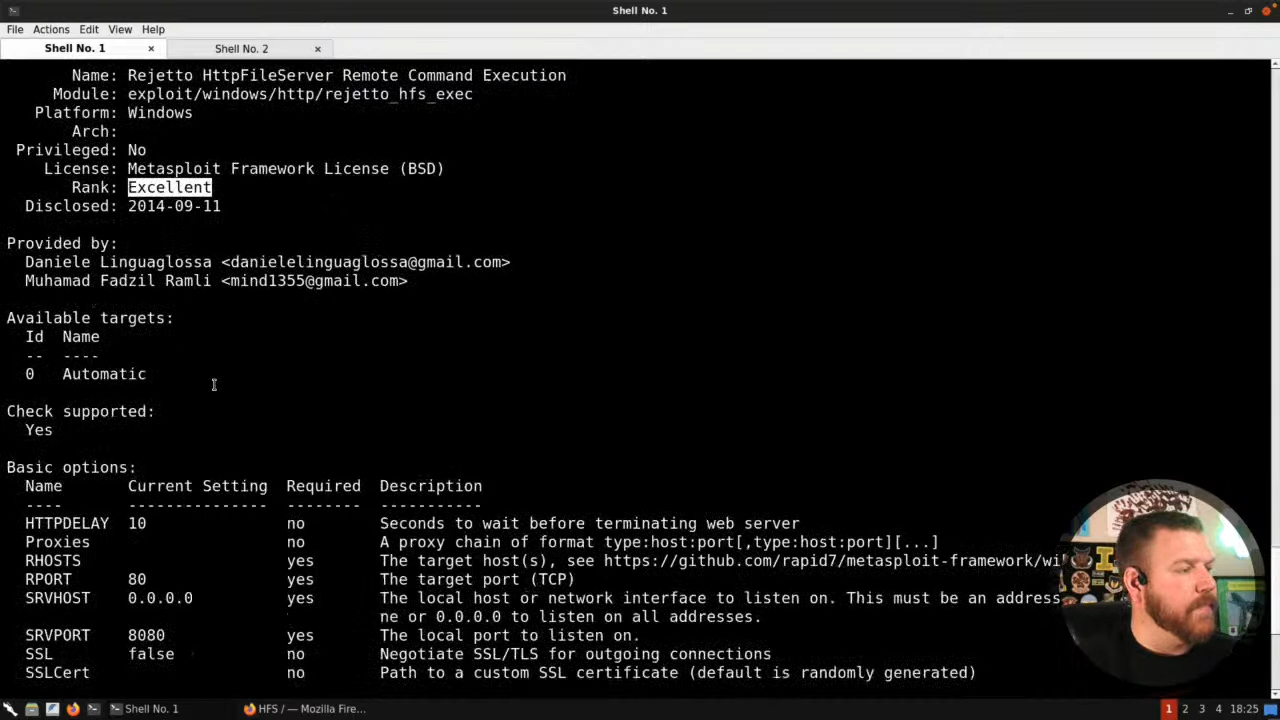 Shell No. 1
File Actions Edit View Help
Shell No. 1 × Shell No. 2 ×
Name: Rejetto HttpFileServer Remote Command Execution
Module: exploit/windows/http/rejetto_hfs_exec
Platform: Windows
Arch:
Privileged: No
License: Metasploit Framework License (BSD)
Rank: Excellent
Disclosed: 2014-09-11
Provided by:
Daniele Linguaglossa <danielelinguaglossa@gmail.com>
Muhamad Fadzil Ramli <mind1355@gmail.com>
Available targets:
Id Name
-- ----
0 Automatic
Check supported:
Yes
Basic options:
Name Current Setting Required Description
---- --------------- -------- -----------
HTTPDELAY 10 no Seconds to wait before terminating web server
Proxies no A proxy chain of format type:host:port[,type:host:port][...]
RHOSTS yes The target host(s), see https://github.com/rapid7/metasploit-framework/wi
RPORT 80 yes The target port (TCP)
SRVHOST 0.0.0.0 yes The local host or network interface to listen on. This must be an address
ne or 0.0.0.0 to listen on all addresses.
SRVPORT 8080 yes The local port to listen on.
SSL false no Negotiate SSL/TLS for outgoing connections
SSLCert no Path to a custom SSL certificate (default is randomly generated)
Shell No. 1 HFS / — Mozilla Fire... 1 2 3 4 18:25